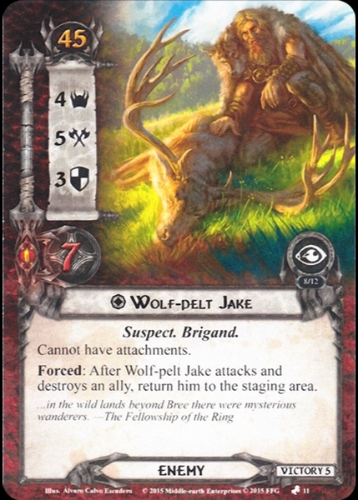 45
4
5
3
7
8/12
Wolf-pelt Jake
Suspect. Brigand.
Cannot have attachments.
Forced: After Wolf-pelt Jake attacks and
destroys an ally, return him to the staging area.
...in the wild lands beyond Bree there were mysterious
wanderers. —The Fellowship of the Ring
ENEMY
VICTORY 5
Illus. Álvaro Calvo Escudero © 2015 Middle-earth Enterprises © 2015 FFG 11